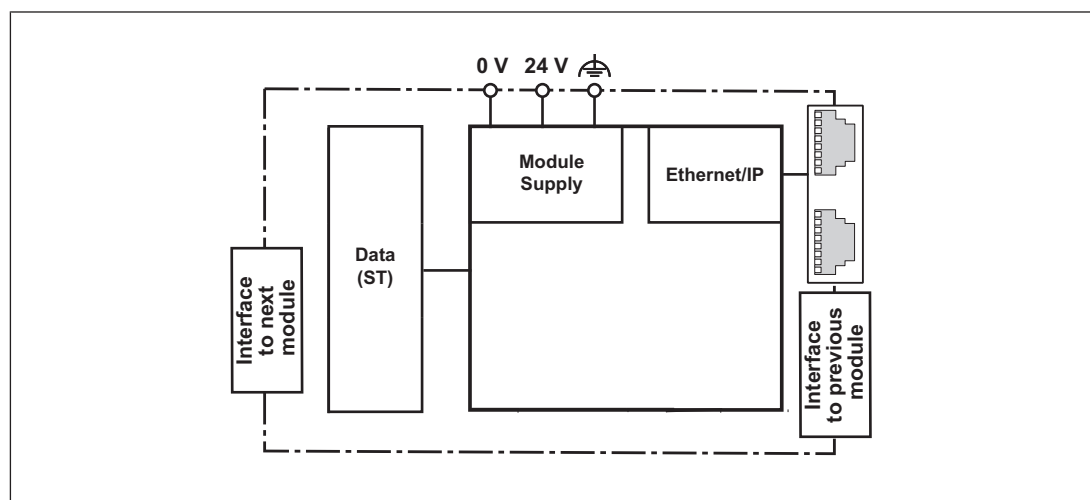 0 V 24 V
Module
Supply
Ethernet/IP
Data
(ST)
Interface
to next
module
Interface
to previous
module